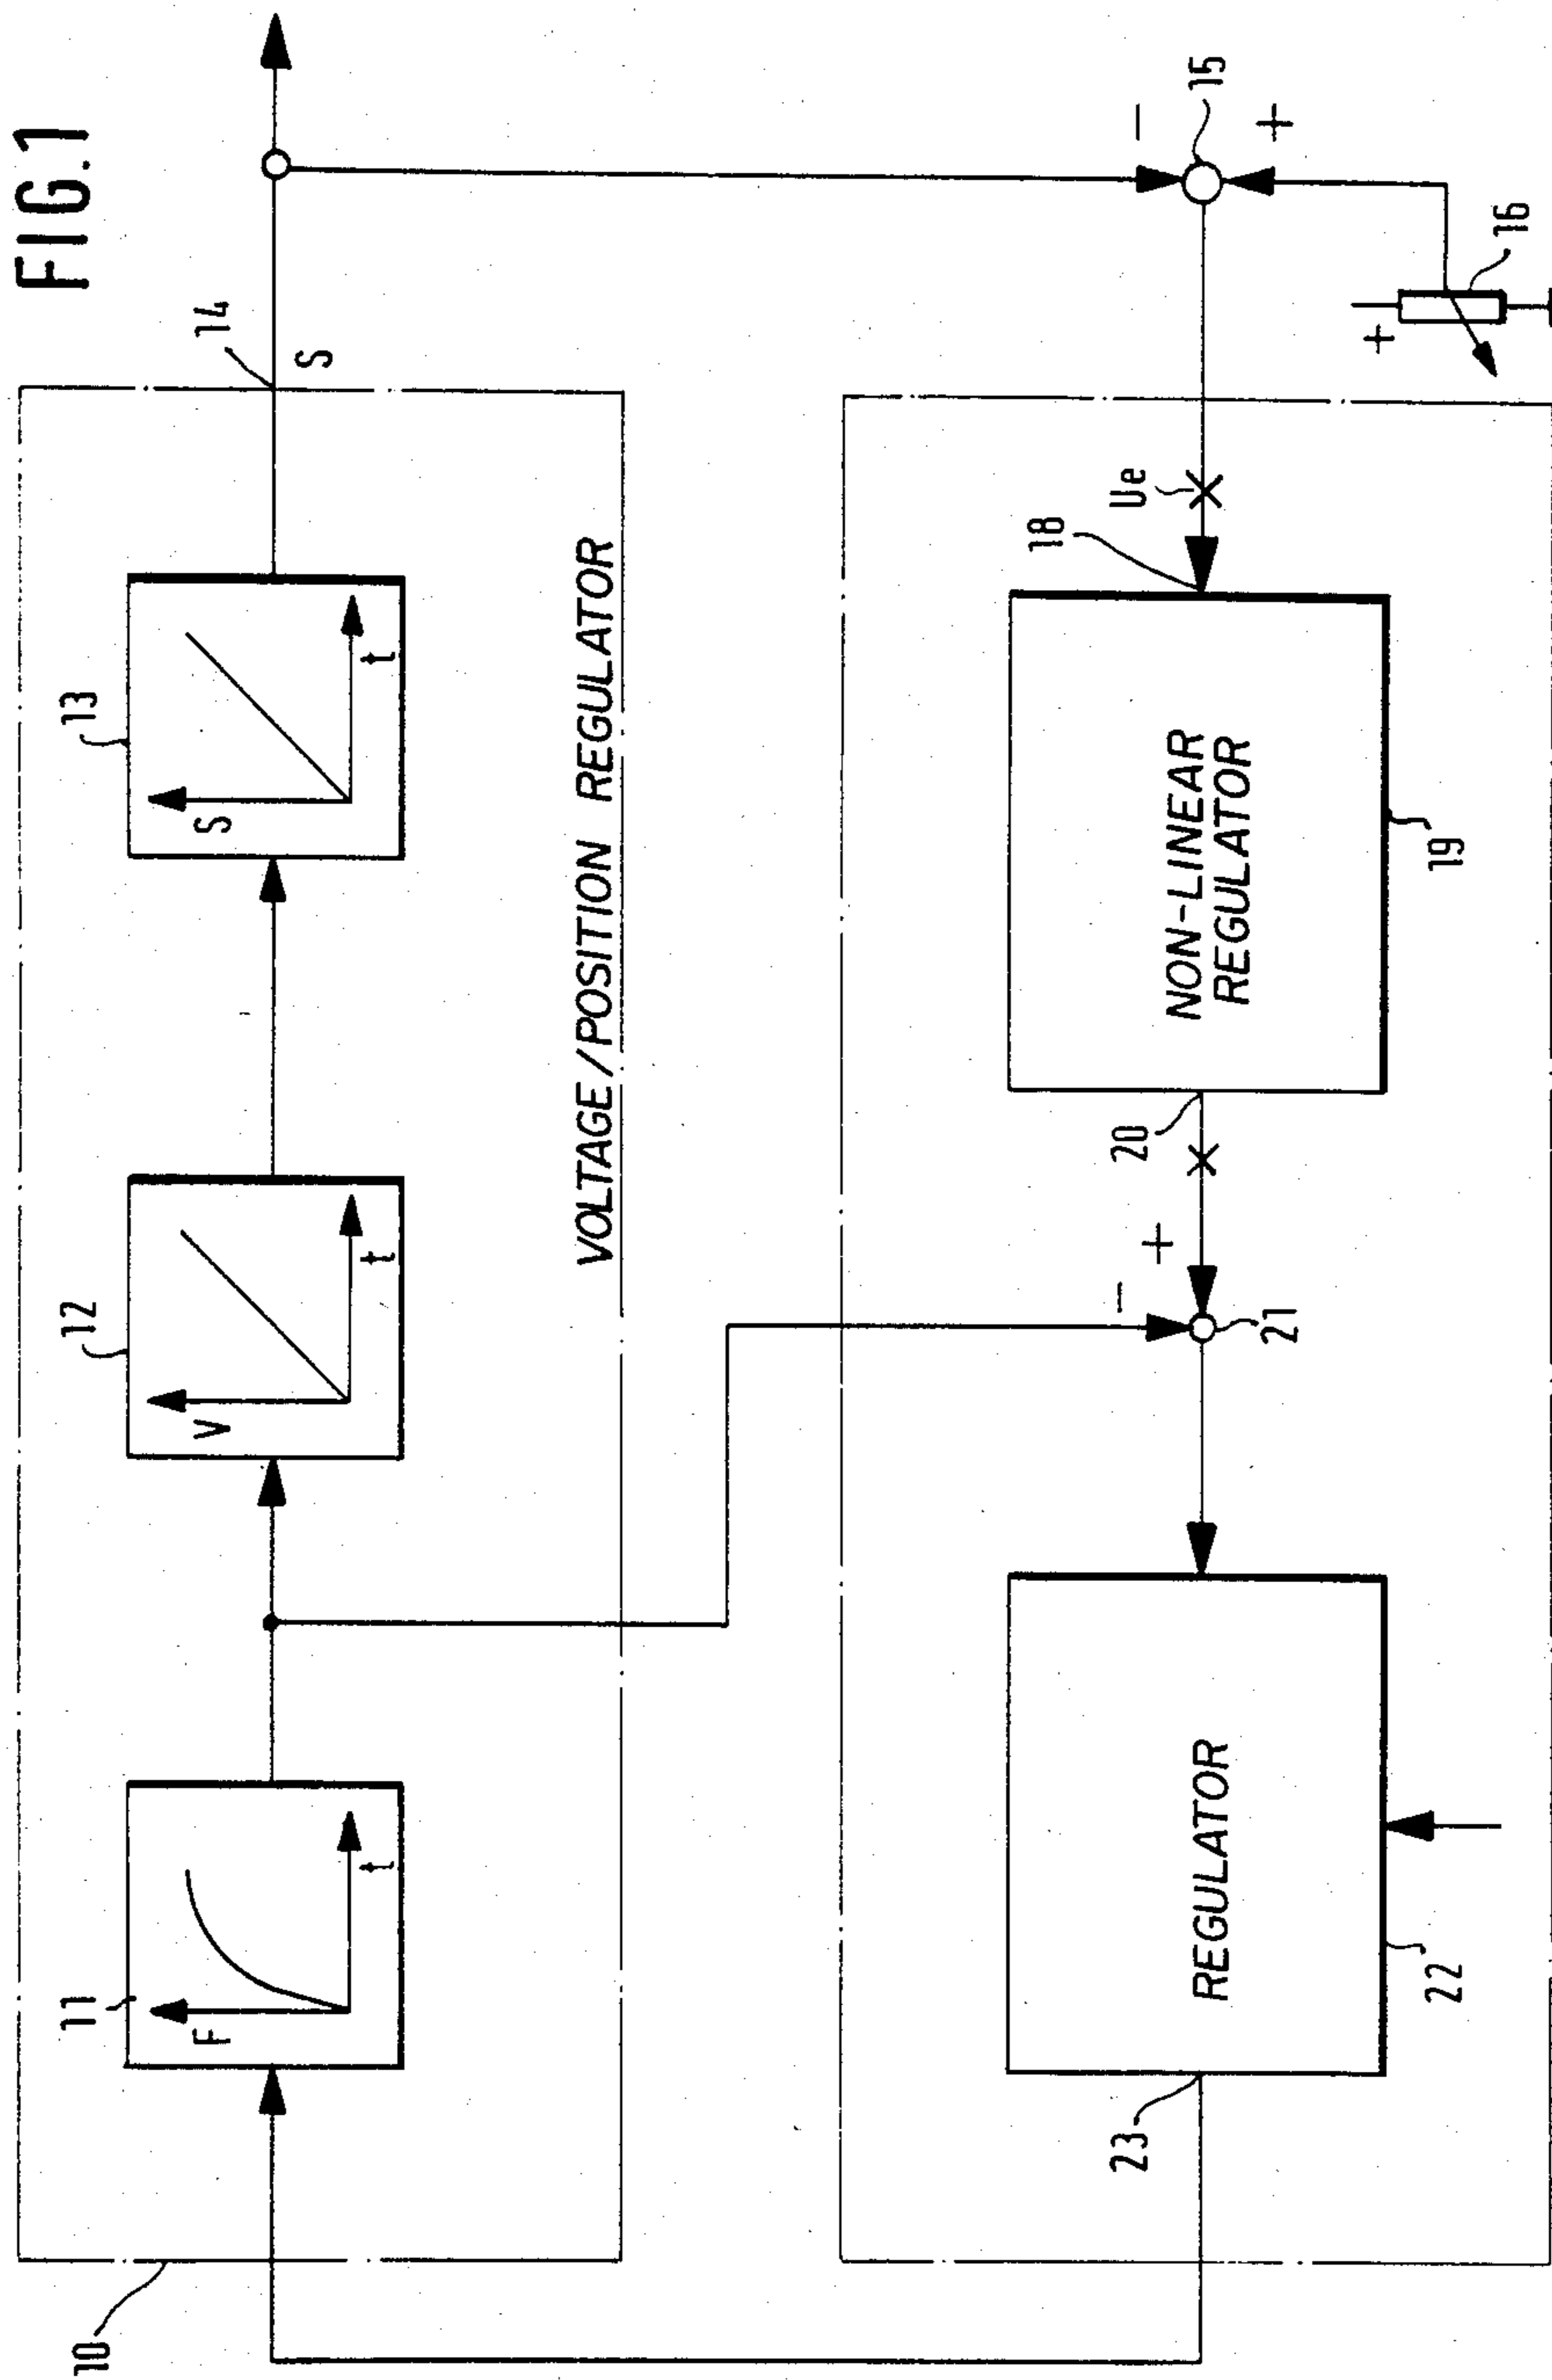 FIG.1
10
11
F
t
12
V
t
13
S
t
14
S
VOLTAGE/POSITION REGULATOR
-
15
+
+
16
Ue
18
NON-LINEAR
REGULATOR
19
20
+
-
21
REGULATOR
22
23